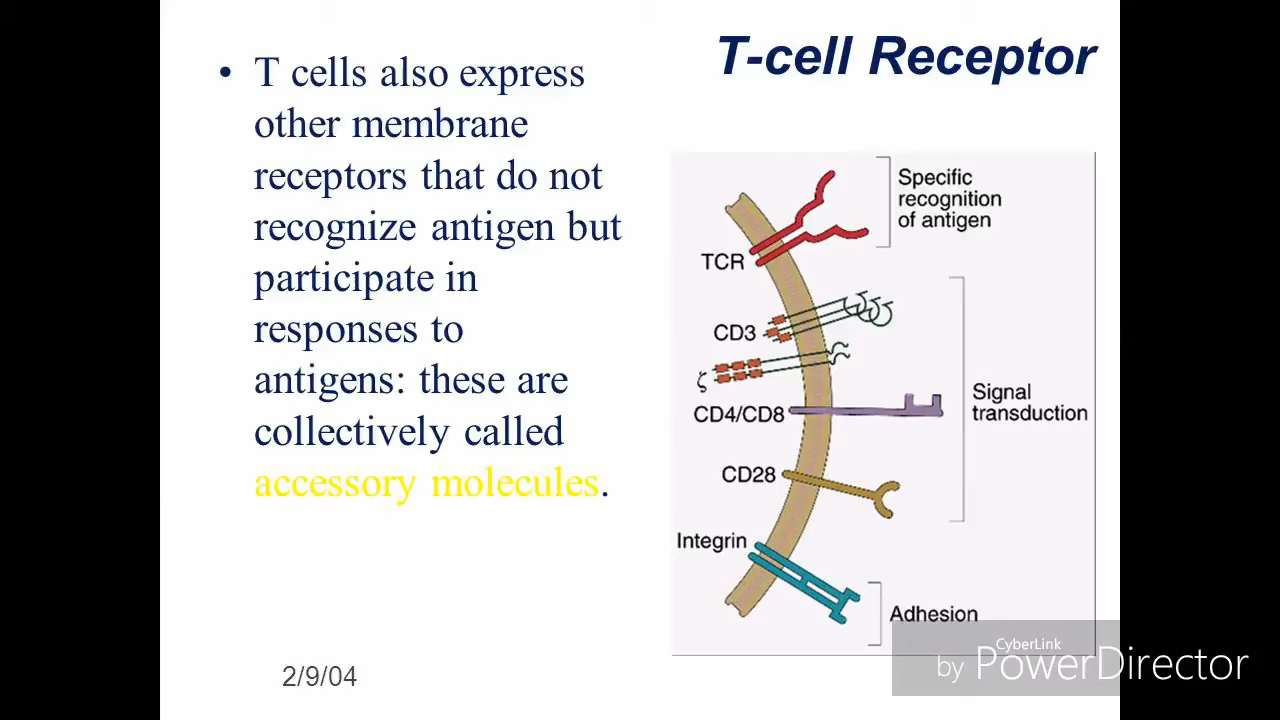 T-cell Receptor
• T cells also express
other membrane
receptors that do not
recognize antigen but
participate in
responses to
antigens: these are
collectively called
accessory molecules.
Specific
recognition
of antigen
TCR
CD3
ζ
CD4/CD8
Signal
transduction
CD28
Integrin
Adhesion
2/9/04
CyberLink
by PowerDirector